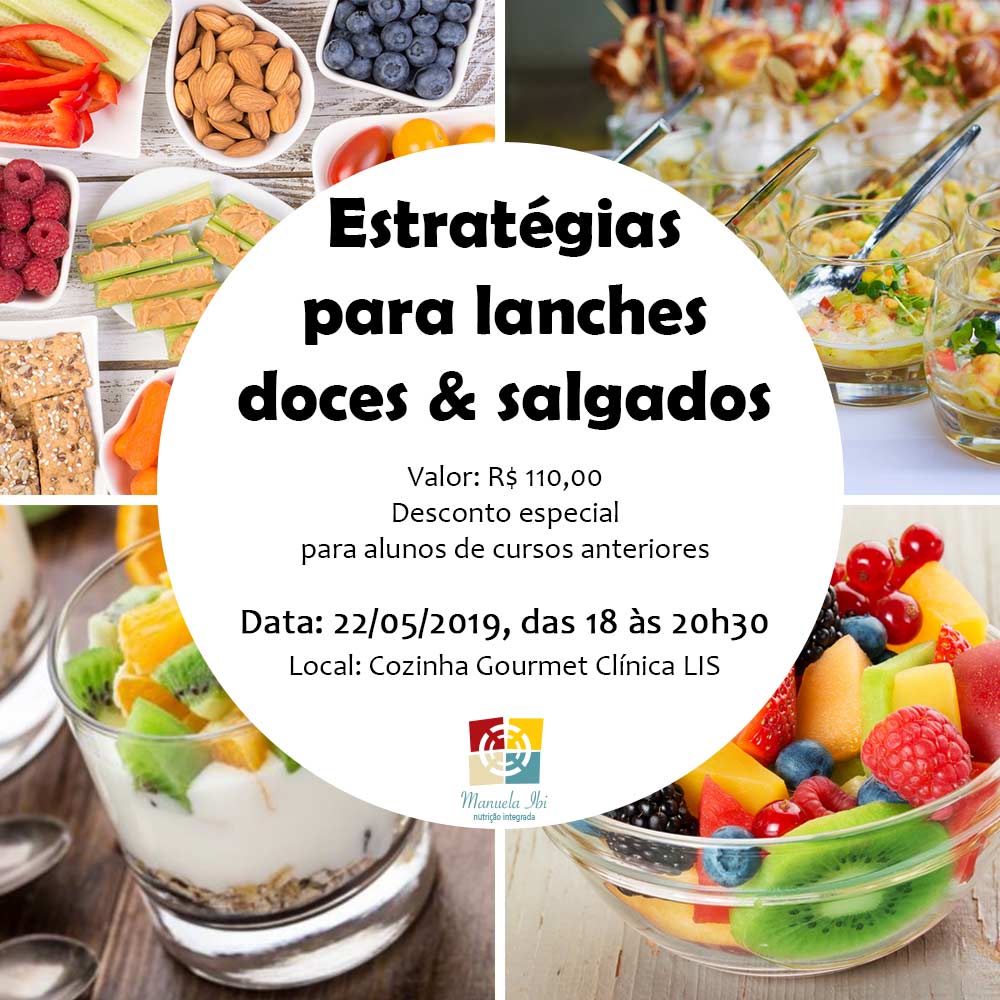 Estratégias
para lanches
doces & salgados
Valor: R$ 110,00
Desconto especial
para alunos de cursos anteriores
Data: 22/05/2019, das 18 às 20h30
Local: Cozinha Gourmet Clínica LIS
Manuela Ibi
nutrição integrada